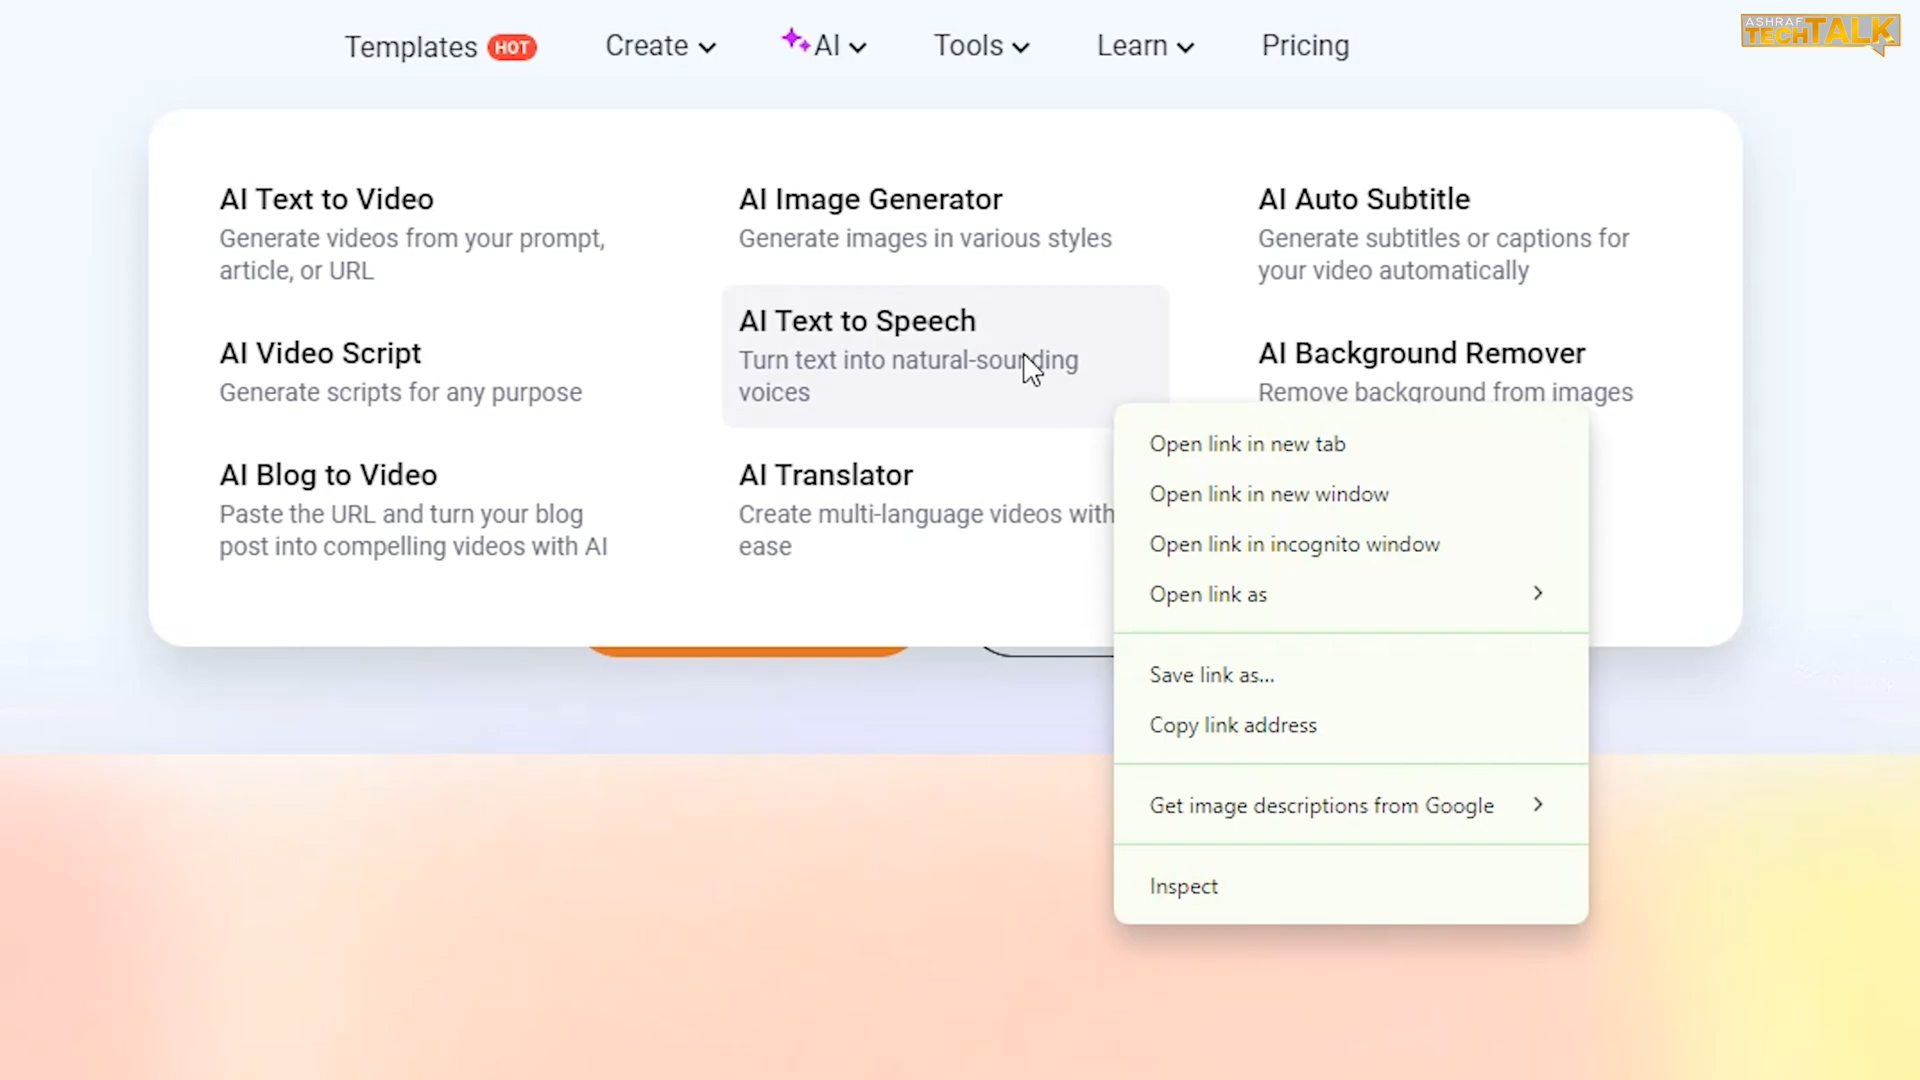 Templates HOT
Create
AI
Tools
Learn
Pricing
ASHRAF
TECHTALK
AI Text to Video
Generate videos from your prompt,
article, or URL
AI Video Script
Generate scripts for any purpose
AI Blog to Video
Paste the URL and turn your blog
post into compelling videos with AI
AI Image Generator
Generate images in various styles
AI Text to Speech
Turn text into natural-sounding
voices
AI Translator
Create multi-language videos with
ease
AI Auto Subtitle
Generate subtitles or captions for
your video automatically
AI Background Remover
Remove background from images
Open link in new tab
Open link in new window
Open link in incognito window
Open link as
Save link as...
Copy link address
Get image descriptions from Google
Inspect